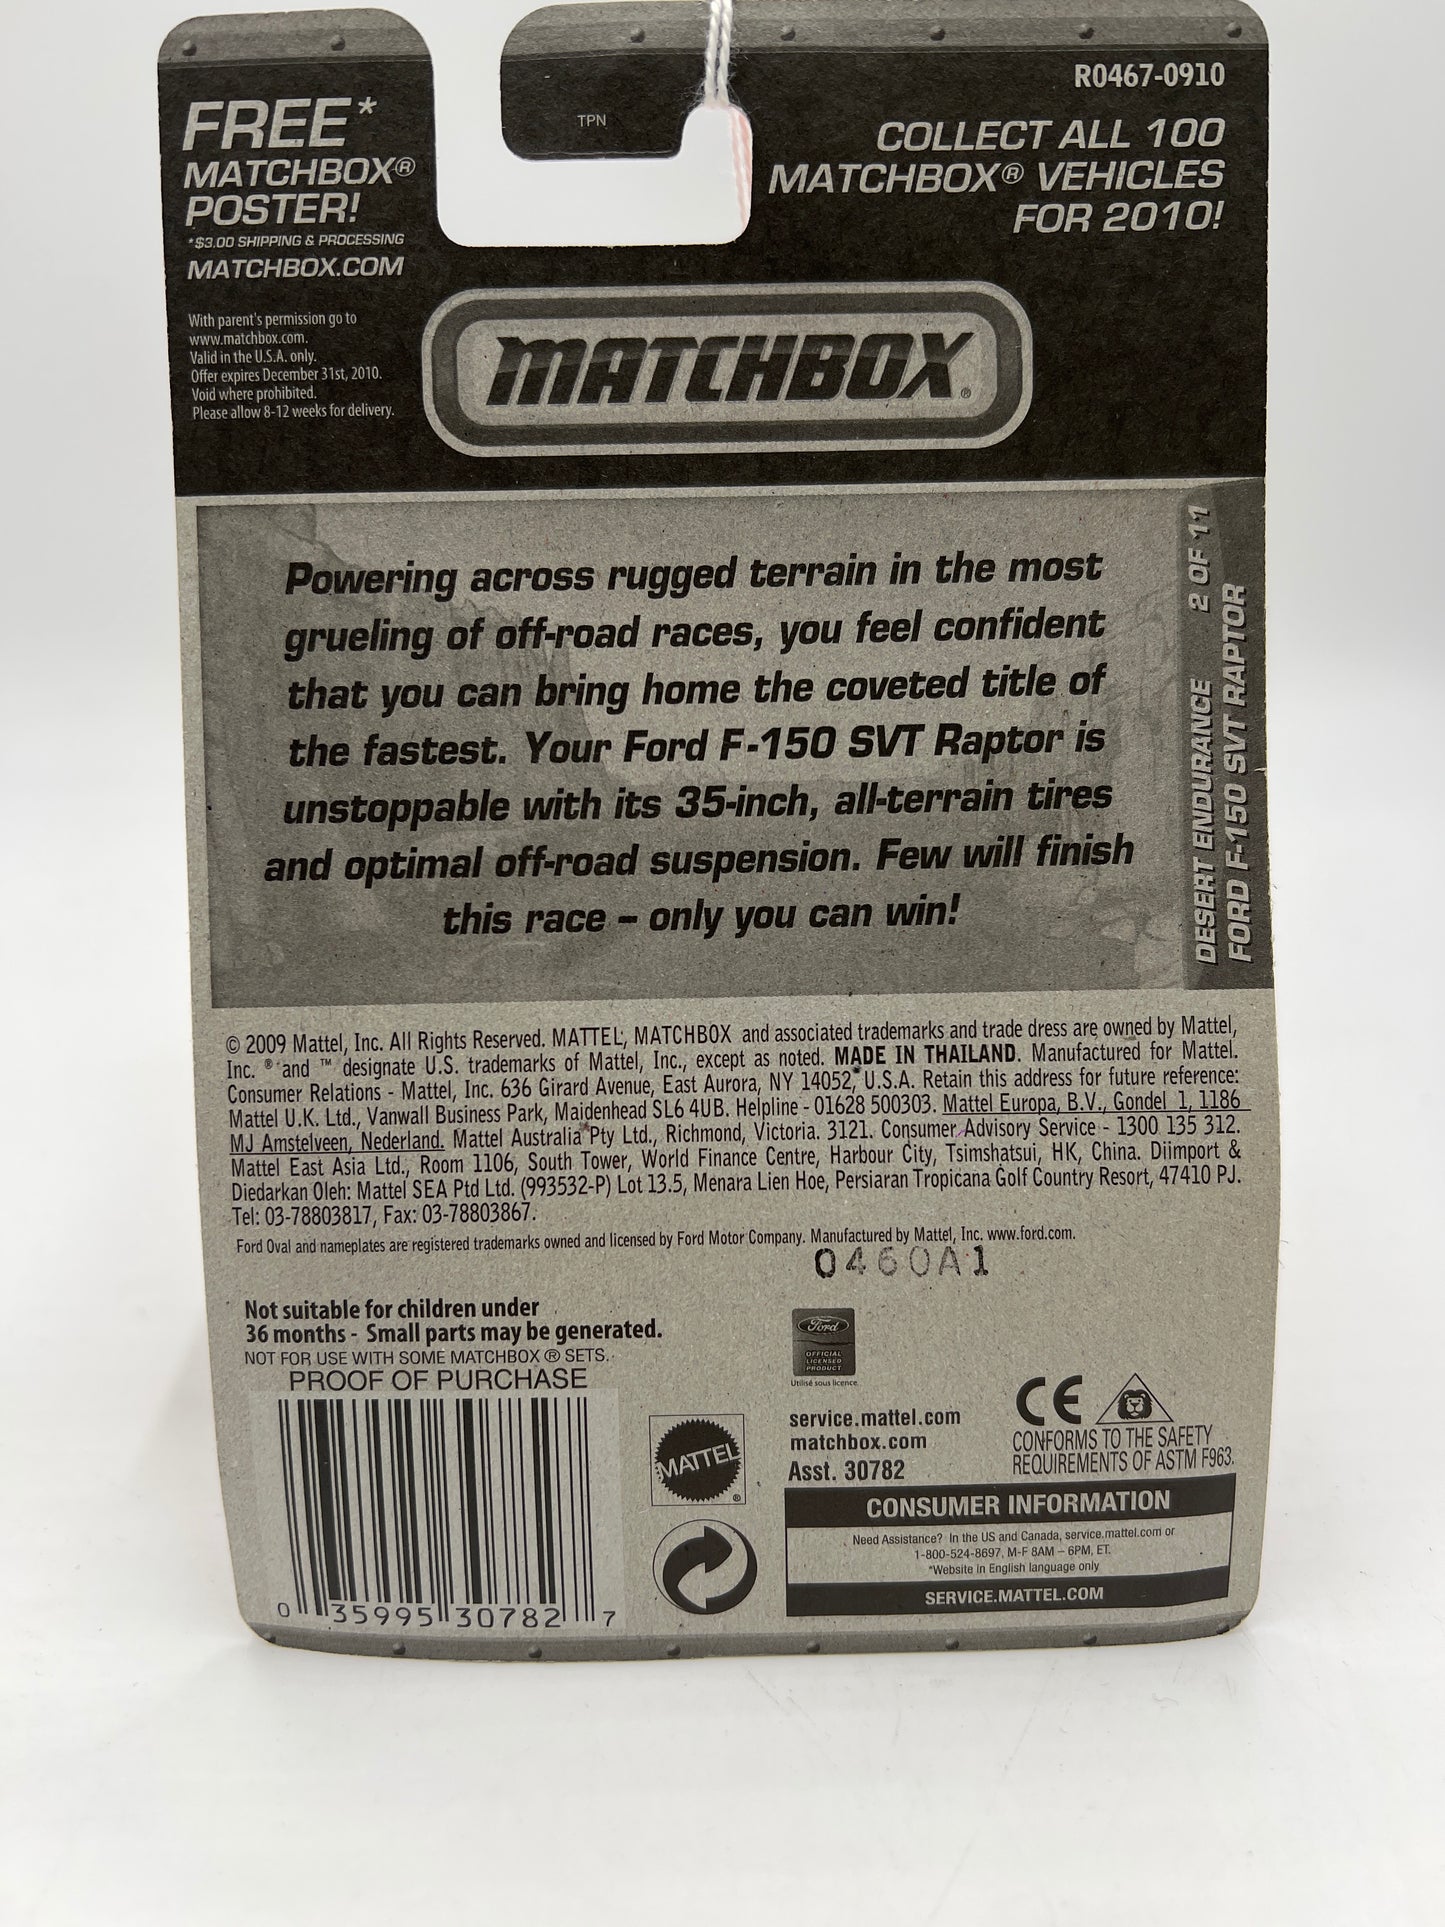 FREE*
MATCHBOX®
POSTER!
*$3.00 SHIPPING & PROCESSING
MATCHBOX.COM
With parent's permission go to
www.matchbox.com.
Valid in the U.S.A. only.
Offer expires December 31st, 2010.
Void where prohibited.
Please allow 8-12 weeks for delivery.
TPN
R0467-0910
COLLECT ALL 100
MATCHBOX® VEHICLES
FOR 2010!
MATCHBOX®
Powering across rugged terrain in the most
grueling of off-road races, you feel confident
that you can bring home the coveted title of
the fastest. Your Ford F-150 SVT Raptor is
unstoppable with its 35-inch, all-terrain tires
and optimal off-road suspension. Few will finish
this race – only you can win!
DESERT ENDURANCE 2 OF 11
FORD F-150 SVT RAPTOR
© 2009 Mattel, Inc. All Rights Reserved. MATTEL, MATCHBOX and associated trademarks and trade dress are owned by Mattel,
Inc. ® and ™ designate U.S. trademarks of Mattel, Inc., except as noted. MADE IN THAILAND. Manufactured for Mattel.
Consumer Relations - Mattel, Inc. 636 Girard Avenue, East Aurora, NY 14052, U.S.A. Retain this address for future reference:
Mattel U.K. Ltd., Vanwall Business Park, Maidenhead SL6 4UB. Helpline - 01628 500303. Mattel Europa, B.V., Gondel 1, 1186
MJ Amstelveen, Nederland. Mattel Australia Pty Ltd., Richmond, Victoria. 3121. Consumer Advisory Service - 1300 135 312.
Mattel East Asia Ltd., Room 1106, South Tower, World Finance Centre, Harbour City, Tsimshatsui, HK, China. Diimport &
Diedarkan Oleh: Mattel SEA Ptd Ltd. (993532-P) Lot 13.5, Menara Lien Hoe, Persiaran Tropicana Golf Country Resort, 47410 PJ.
Tel: 03-78803817, Fax: 03-78803867.
Ford Oval and nameplates are registered trademarks owned and licensed by Ford Motor Company. Manufactured by Mattel, Inc. www.ford.com.
0460A1
Not suitable for children under
36 months - Small parts may be generated.
NOT FOR USE WITH SOME MATCHBOX ® SETS.
PROOF OF PURCHASE
0 35995 30782 7
MATTEL®
Ford
OFFICIAL
LICENSED
PRODUCT
Utilisé sous licence
service.mattel.com
matchbox.com
Asst. 30782
CE
CONFORMS TO THE SAFETY
REQUIREMENTS OF ASTM F963.
CONSUMER INFORMATION
Need Assistance? In the US and Canada, service.mattel.com or
1-800-524-8697, M-F 8AM – 6PM, ET.
*Website in English language only
SERVICE.MATTEL.COM